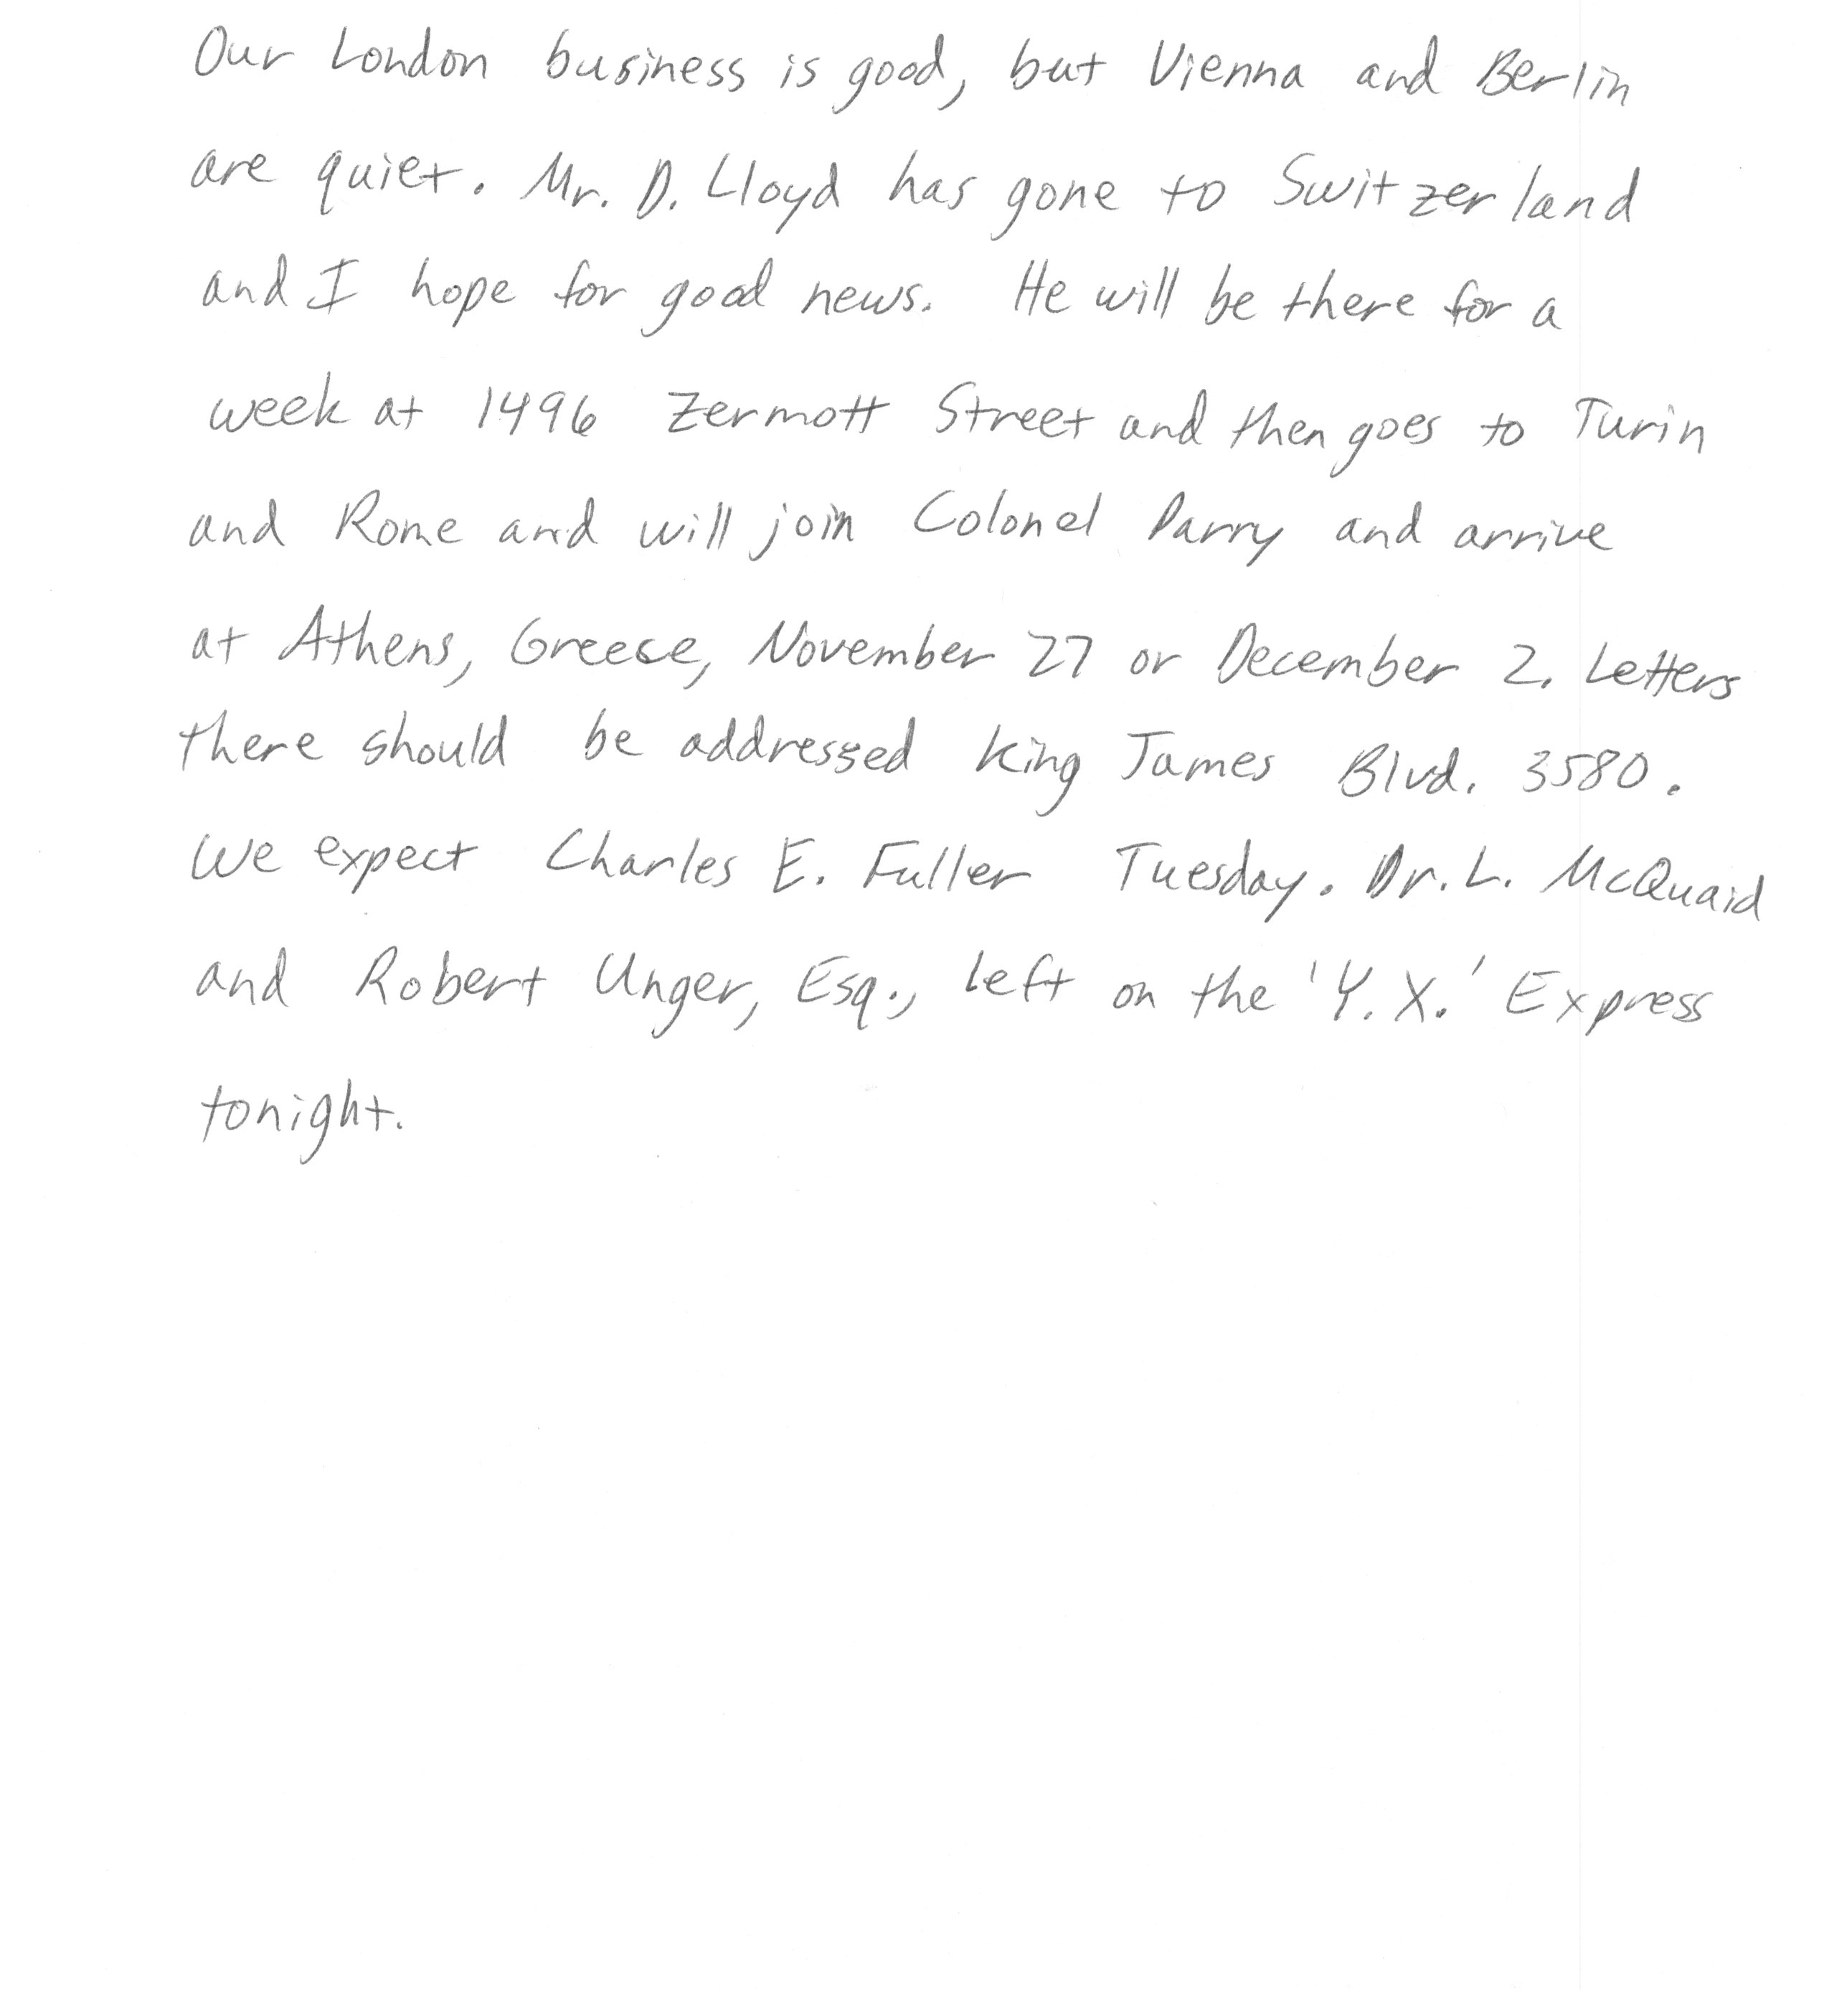 Our London business is good, but Vienna and Berlin
are quiet. Mr. D. Lloyd has gone to Switzerland
and I hope for good news. He will be there for a
week at 1496 Zermott Street and then goes to Turin
and Rome and will join Colonel Parry and arrive
at Athens, Greece, November 27 or December 2. Letters
there should be addressed King James Blvd. 3580.
We expect Charles E. Fuller Tuesday. Dr. L. McQuaid
and Robert Unger, Esq., left on the 'Y. X.' Express
tonight.